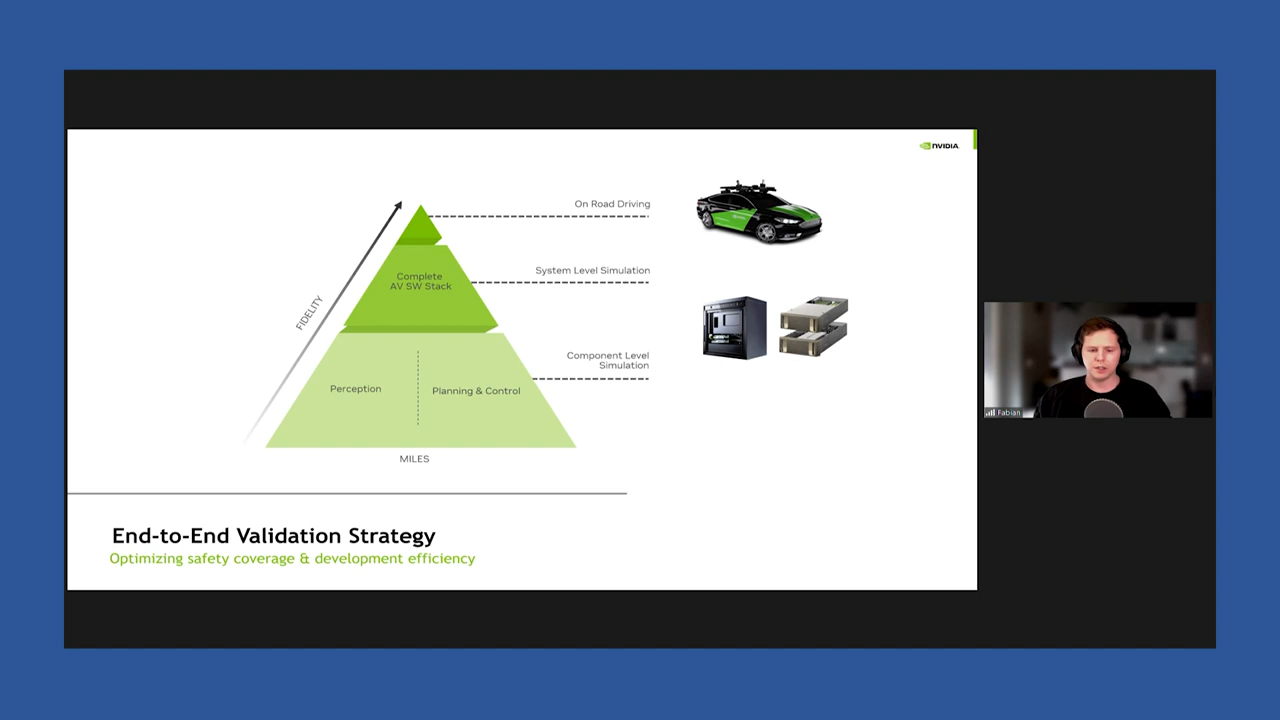 NVIDIA.
On Road Driving
Complete
AV SW Stack
System Level Simulation
FIDELITY
Component Level
Simulation
Perception
Planning & Control
MILES
End-to-End Validation Strategy
Optimizing safety coverage & development efficiency
Fabian